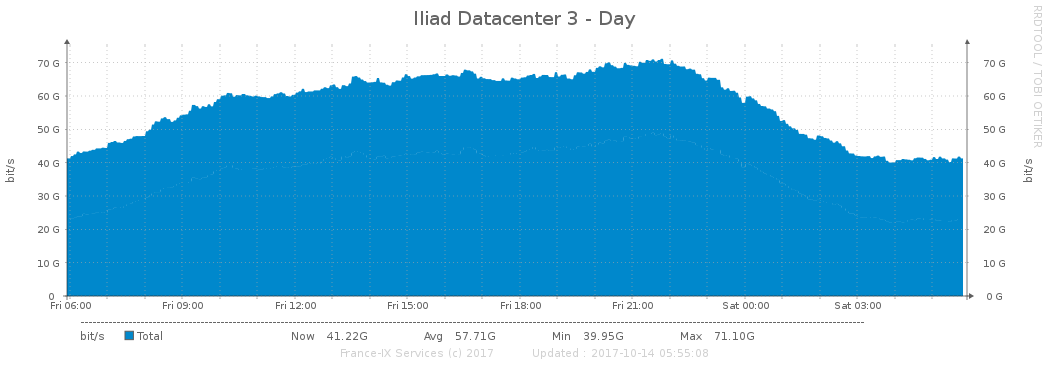 Iliad Datacenter 3 - Day
RRDTOOL / TOBI OETIKER
bit/s
70 G
60 G
50 G
40 G
30 G
20 G
10 G
0
70 G
60 G
50 G
40 G
30 G
20 G
10 G
0 G
bit/s
Fri 06:00 Fri 09:00 Fri 12:00 Fri 15:00 Fri 18:00 Fri 21:00 Sat 00:00 Sat 03:00
bit/s Total Now 41.22G Avg 57.71G Min 39.95G Max 71.10G
France-IX Services (c) 2017 Updated : 2017-10-14 05:55:08